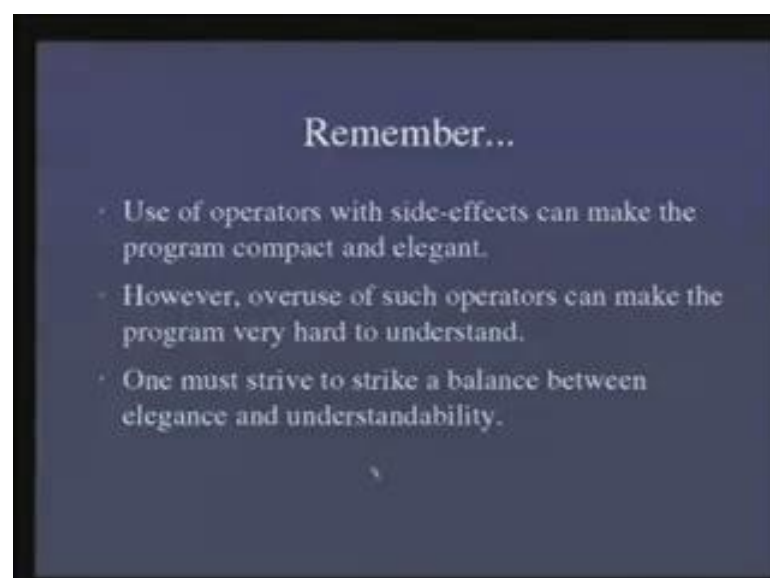 Remember...
Use of operators with side-effects can make the
program compact and elegant.
However, overuse of such operators can make the
program very hard to understand.
One must strive to strike a balance between
elegance and understandability.